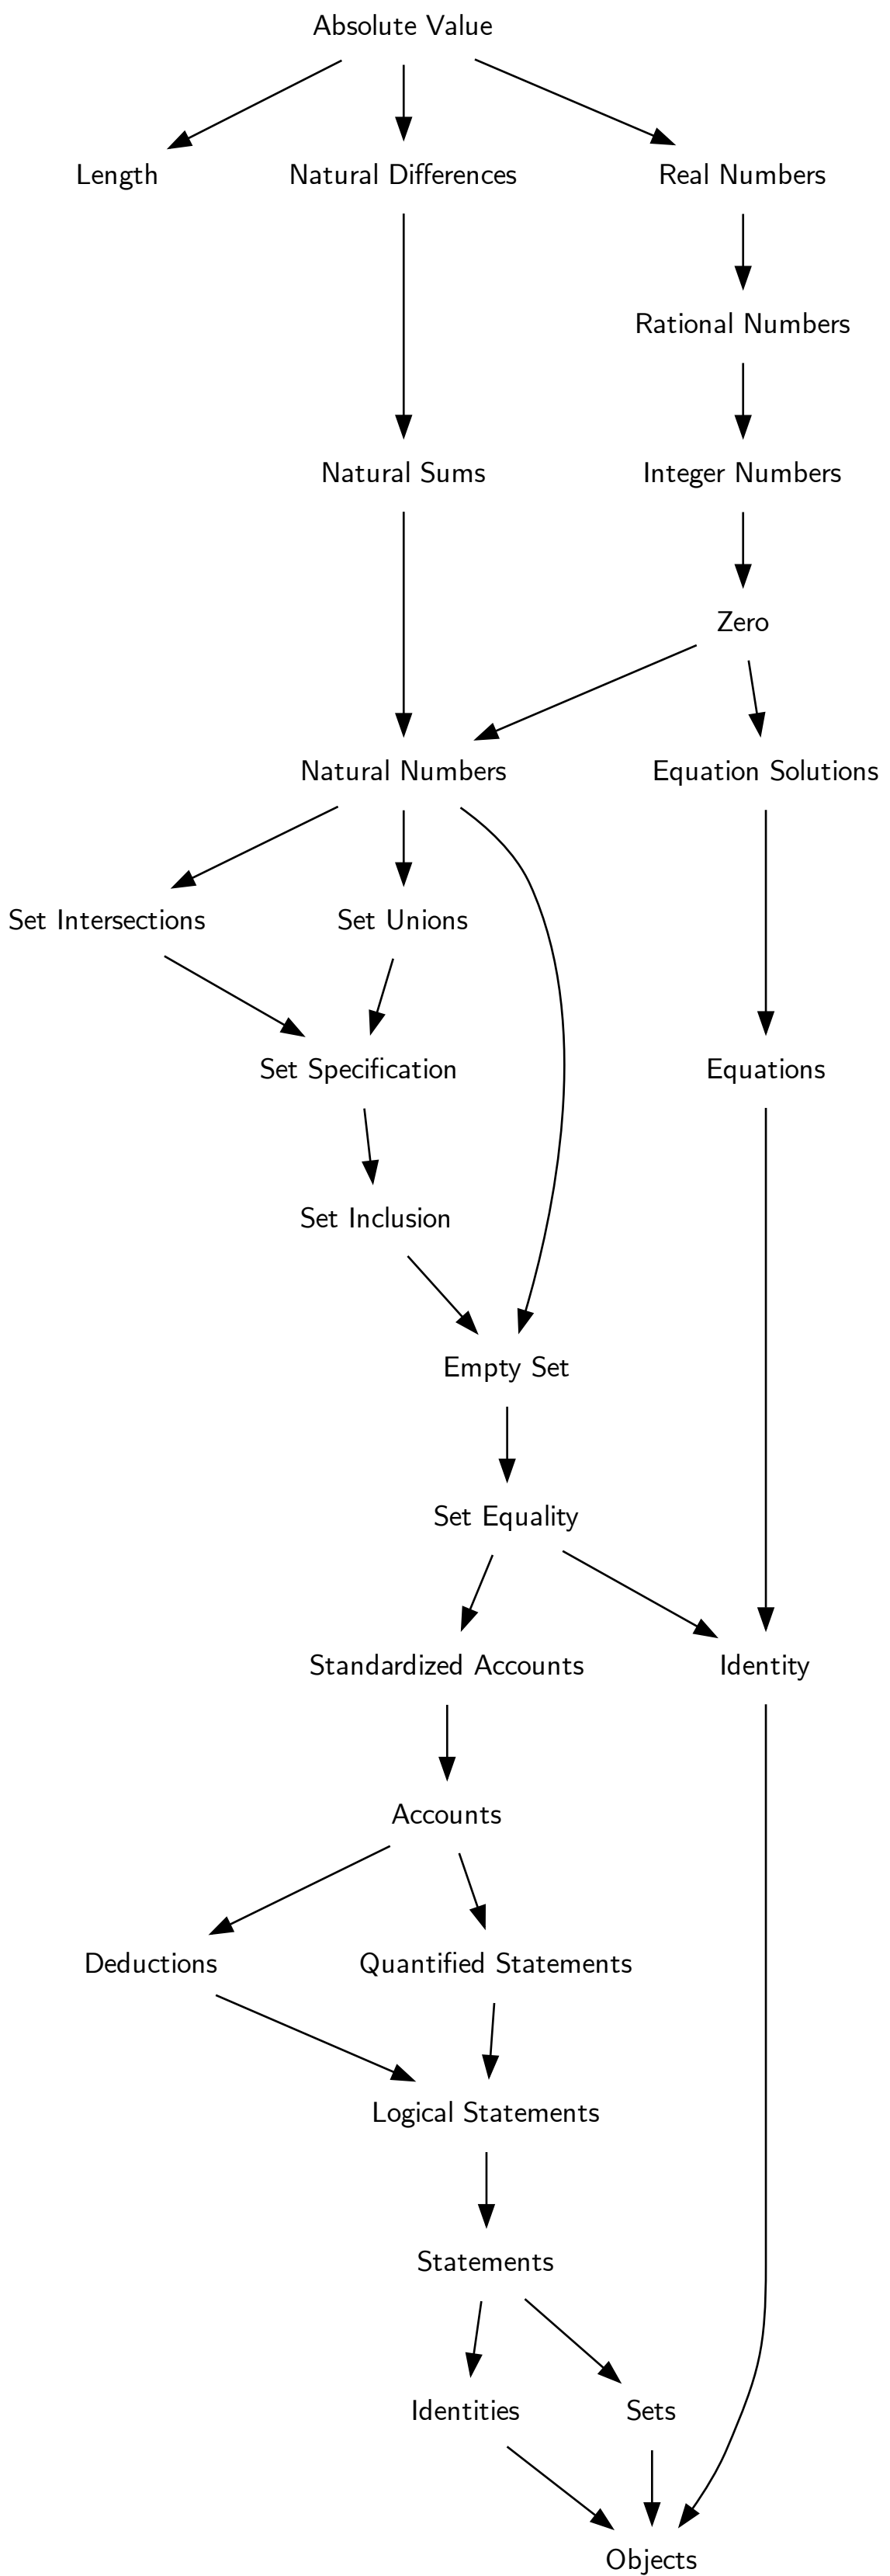 Absolute Value
Length
Natural Differences
Real Numbers
Rational Numbers
Natural Sums
Integer Numbers
Zero
Natural Numbers
Equation Solutions
Set Intersections
Set Unions
Set Specification
Equations
Set Inclusion
Empty Set
Set Equality
Standardized Accounts
Identity
Accounts
Deductions
Quantified Statements
Logical Statements
Statements
Identities
Sets
Objects